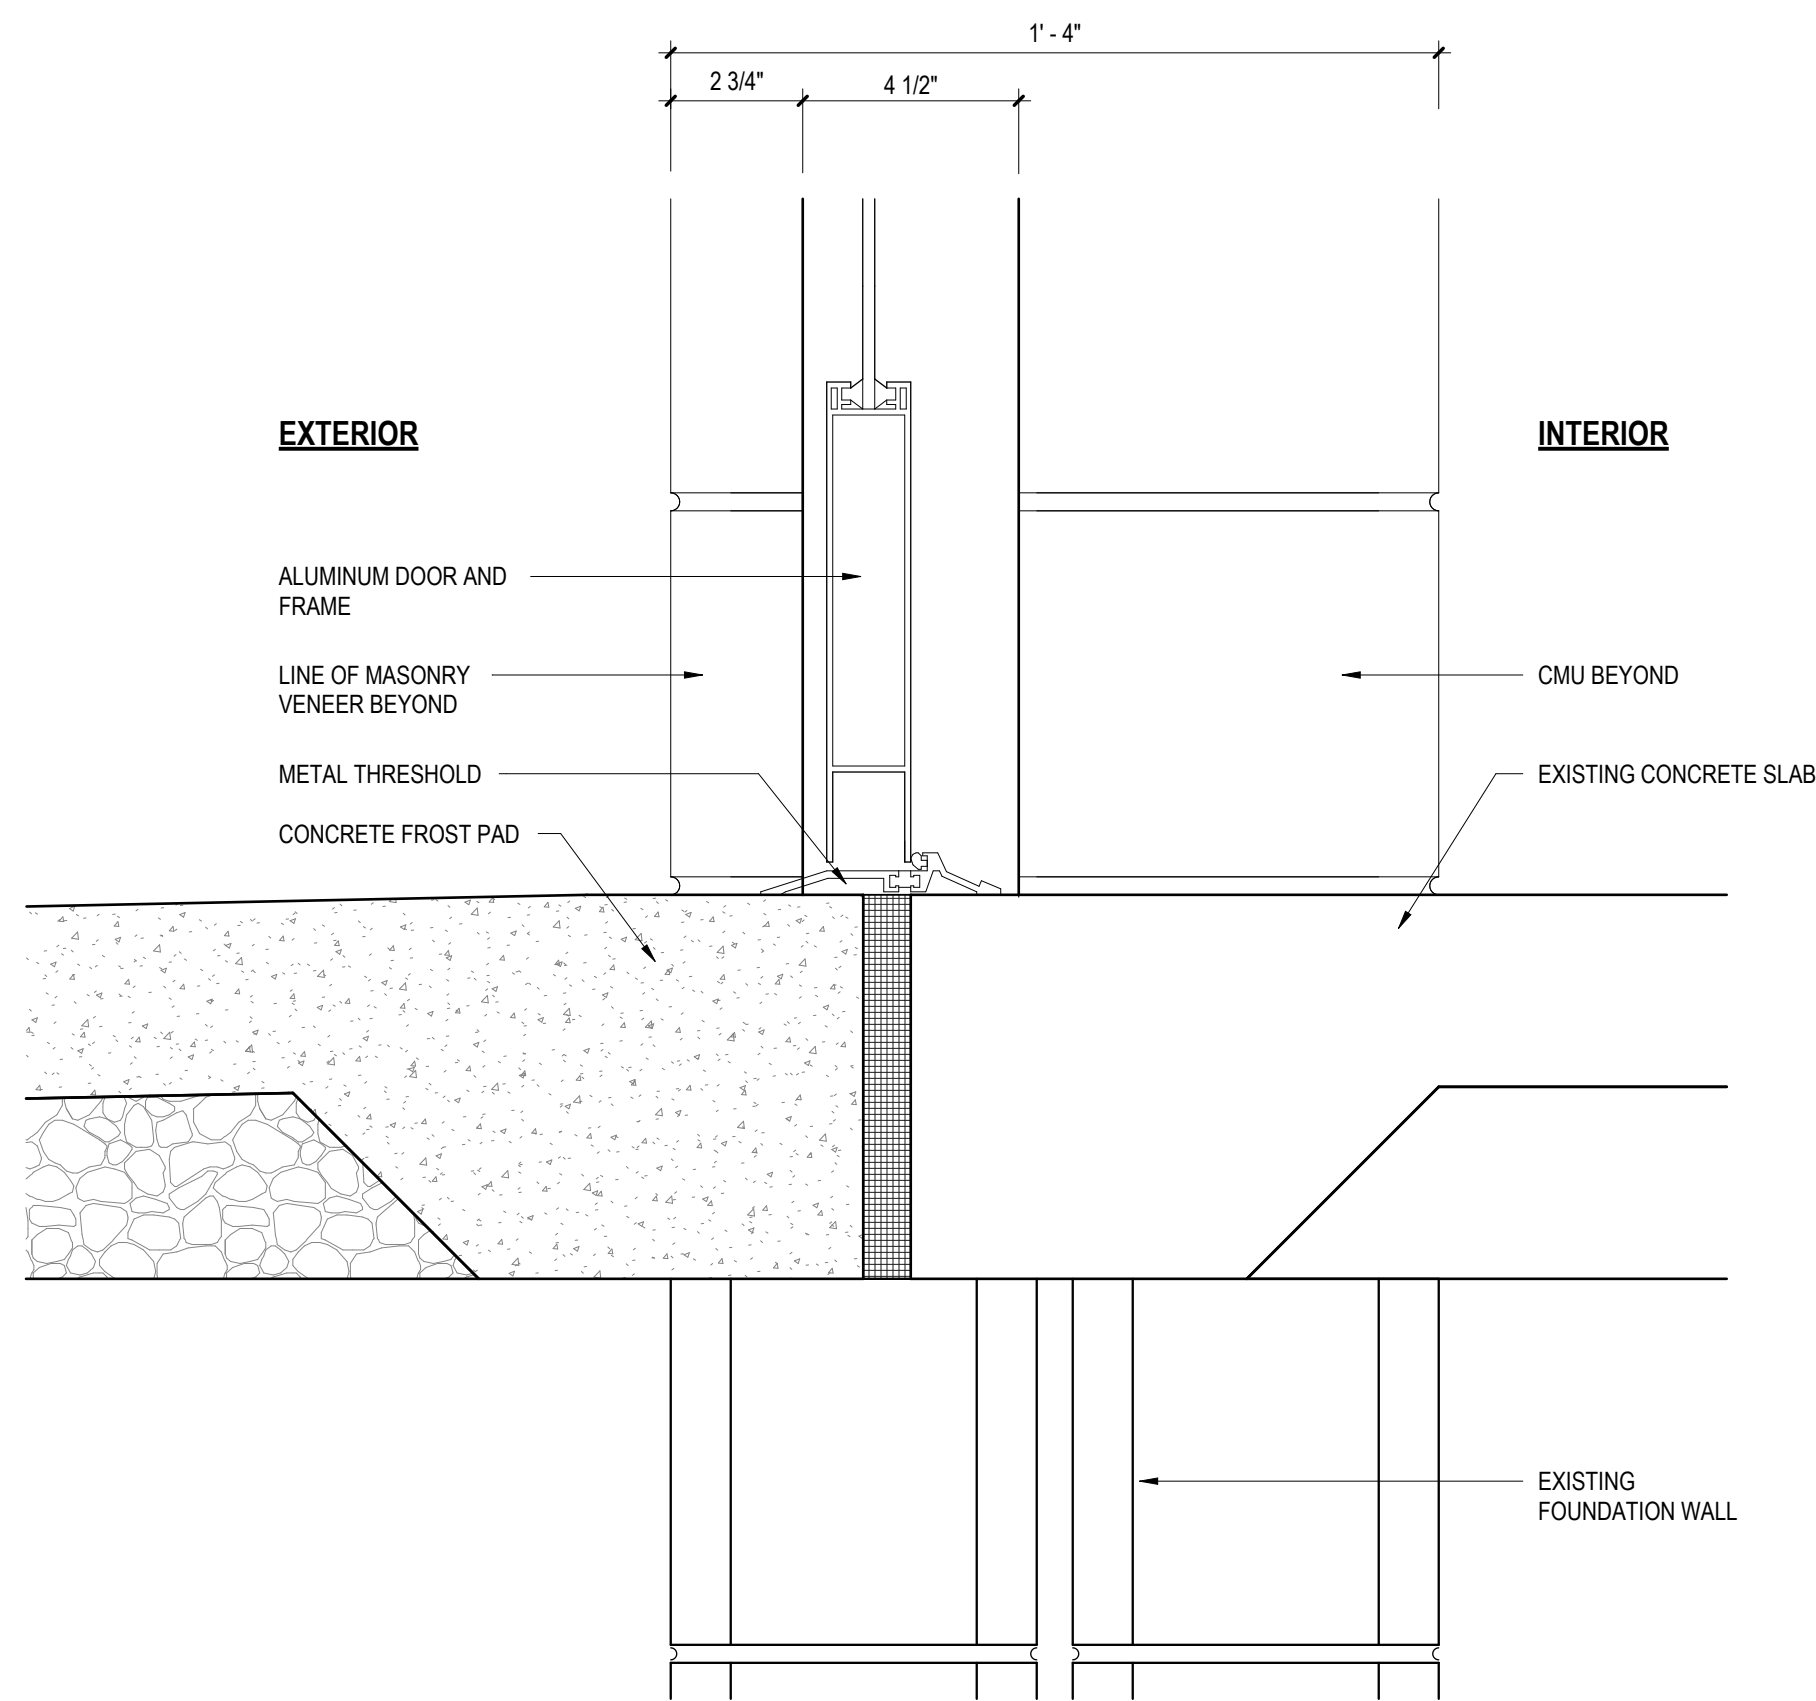 1' - 4"
2 3/4"
4 1/2"
EXTERIOR
INTERIOR
ALUMINUM DOOR AND
FRAME
LINE OF MASONRY
VENEER BEYOND
CMU BEYOND
METAL THRESHOLD
EXISTING CONCRETE SLAB
CONCRETE FROST PAD
EXISTING
FOUNDATION WALL